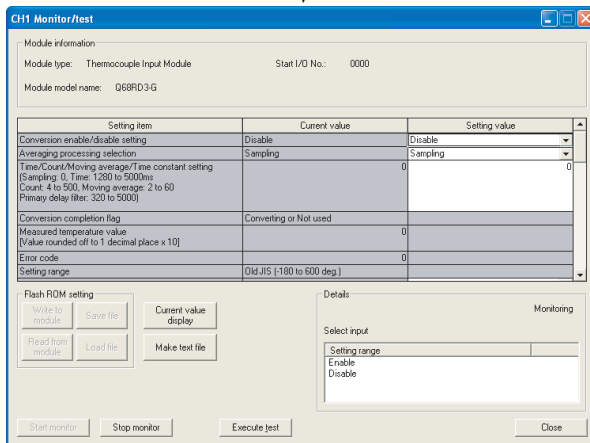 CH1 Monitor/test
Module information
Module type: Thermocouple Input Module Start I/O No.: 0000
Module model name: Q68RD3-G
Setting item Current value Setting value
Conversion enable/disable setting Disable Disable
Averaging processing selection Sampling Sampling
Time/Count/Moving average/Time constant setting 0 0
(Sampling: 0, Time: 1280 to 5000ms
Count: 4 to 500, Moving average: 2 to 60
Primary delay filter: 320 to 5000)
Conversion completion flag Converting or Not used
Measured temperature value 0
[Value rounded off to 1 decimal place x 10]
Error code 0
Setting range Old JIS (-180 to 600 deg.)
Flash ROM setting
Write to
module
Save file
Current value
display
Read from
module
Load file
Make text file
Details
Monitoring
Select input
Setting range
Enable
Disable
Start monitor Stop monitor Execute test Close